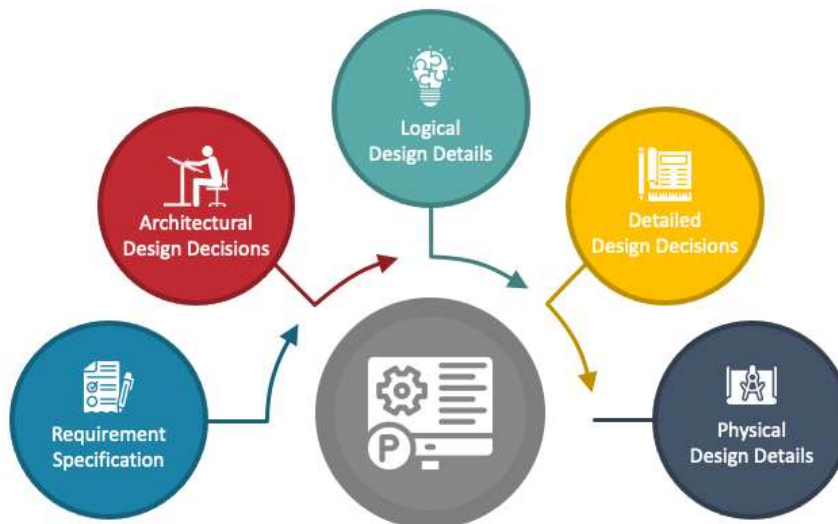 Requirement
Specification
Architectural
Design Decisions
Logical
Design Details
Detailed
Design Decisions
Physical
Design Details
P